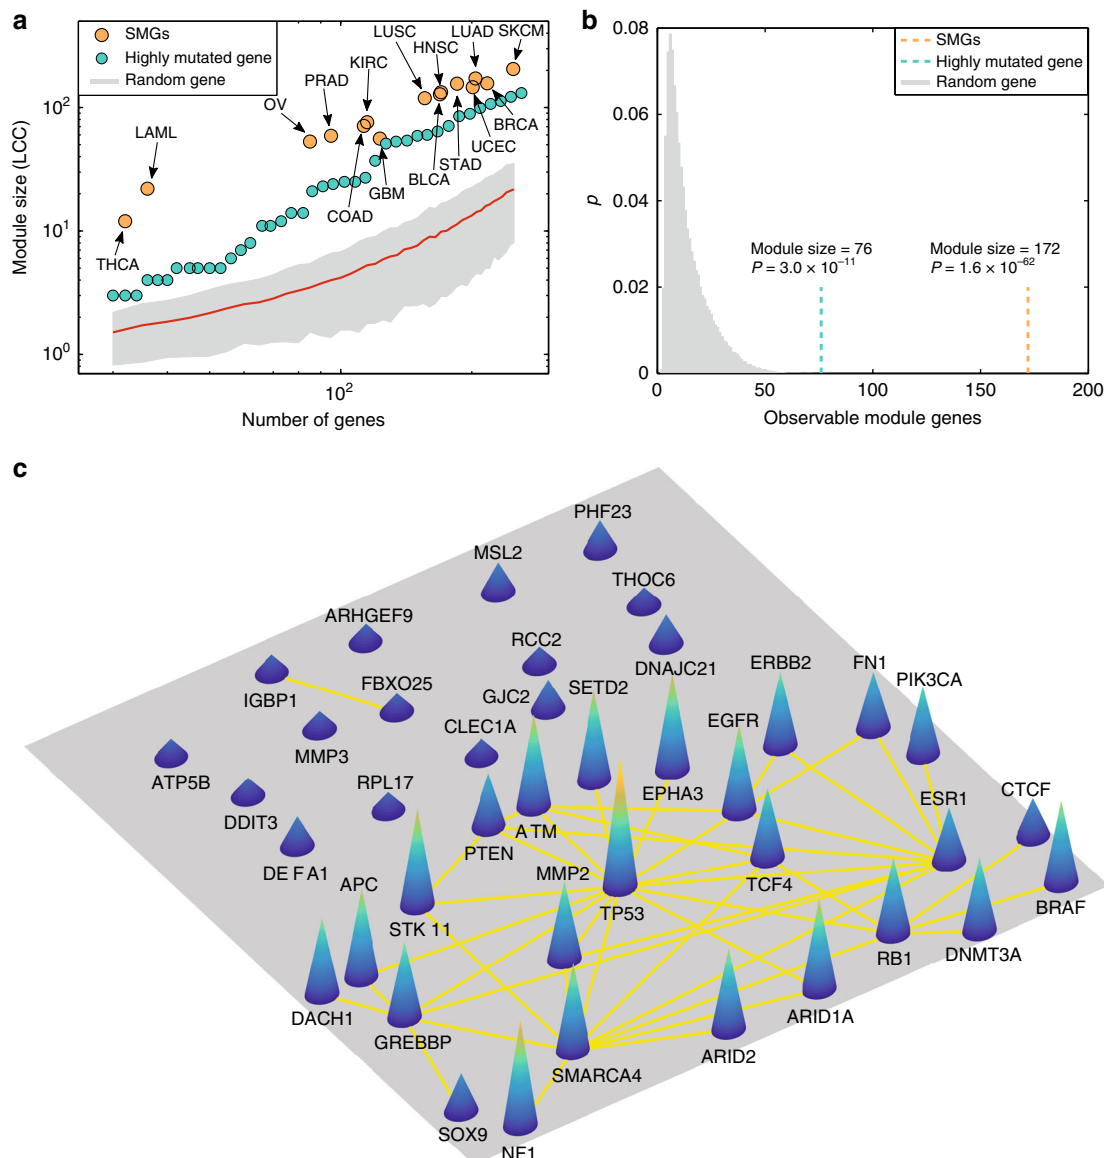 a
SMGs
Highly mutated gene
Random gene
Module size (LCC)
10²
10¹
10⁰
THCA
LAML
OV
PRAD
KIRC
LUSC
HNSC
LUAD
SKCM
COAD
GBM
BLCA
STAD
UCEC
BRCA
10²
Number of genes
b
SMGs
Highly mutated gene
Random gene
p
0.08
0.06
0.04
0.02
0
Module size = 76
P = 3.0 × 10⁻¹¹
Module size = 172
P = 1.6 × 10⁻⁶²
0
50
100
150
200
Observable module genes
c
PHF23
MSL2
THOC6
ARHGEF9
RCC2
DNAJC21
ERBB2
FN1
PIK3CA
IGBP1
FBXO25
GJC2
SETD2
EGFR
MMP3
CLEC1A
ATP5B
RPL17
EPHA3
ESR1
CTCF
DDIT3
ATM
PTEN
DE FA1
APC
MMP2
TP53
TCF4
BRAF
STK 11
RB1
DNMT3A
DACH1
GREBBP
ARID1A
ARID2
SMARCA4
SOX9
NF1